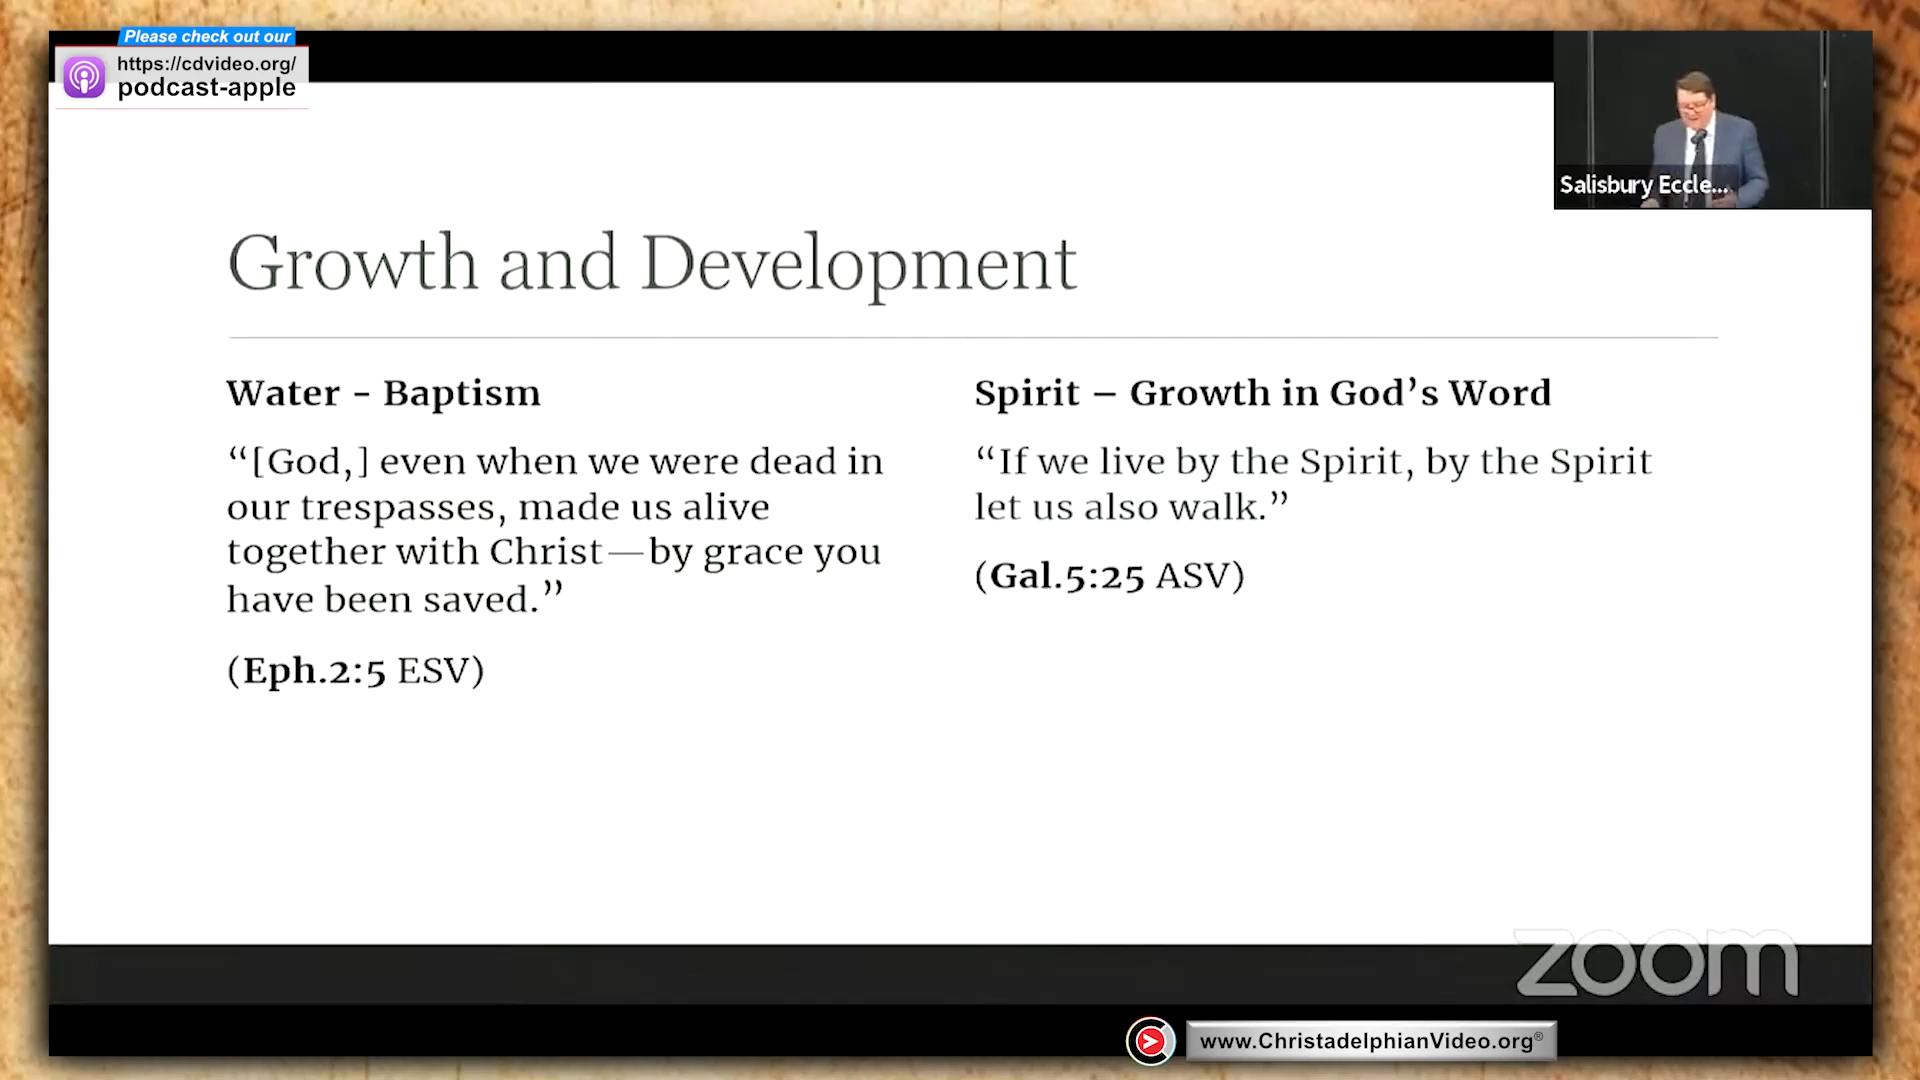 Please check out our
https://cdvideo.org/
podcast-apple
Salisbury Eccle...
Growth and Development
Water - Baptism
“[God,] even when we were dead in
our trespasses, made us alive
together with Christ—by grace you
have been saved.”
(Eph.2:5 ESV)
Spirit – Growth in God’s Word
“If we live by the Spirit, by the Spirit
let us also walk.”
(Gal.5:25 ASV)
zoom
www.ChristadelphianVideo.org®